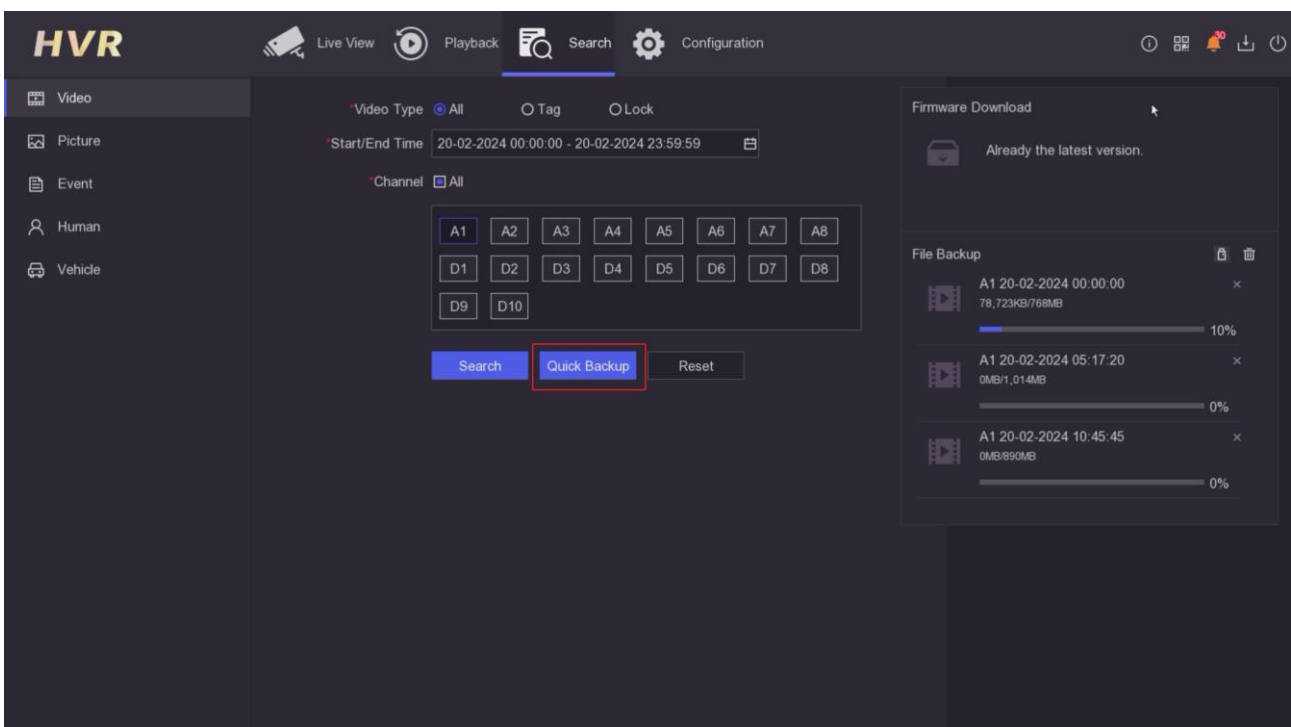 HVR
Live View
Playback
Search
Configuration
30
Video
Picture
Event
Human
Vehicle
*Video Type All Tag Lock
*Start/End Time 20-02-2024 00:00:00 - 20-02-2024 23:59:59
*Channel All
A1 A2 A3 A4 A5 A6 A7 A8
D1 D2 D3 D4 D5 D6 D7 D8
D9 D10
Search Quick Backup Reset
Firmware Download
Already the latest version.
File Backup
A1 20-02-2024 00:00:00
78,723KB/768MB
10%
A1 20-02-2024 05:17:20
0MB/1,014MB
0%
A1 20-02-2024 10:45:45
0MB/890MB
0%